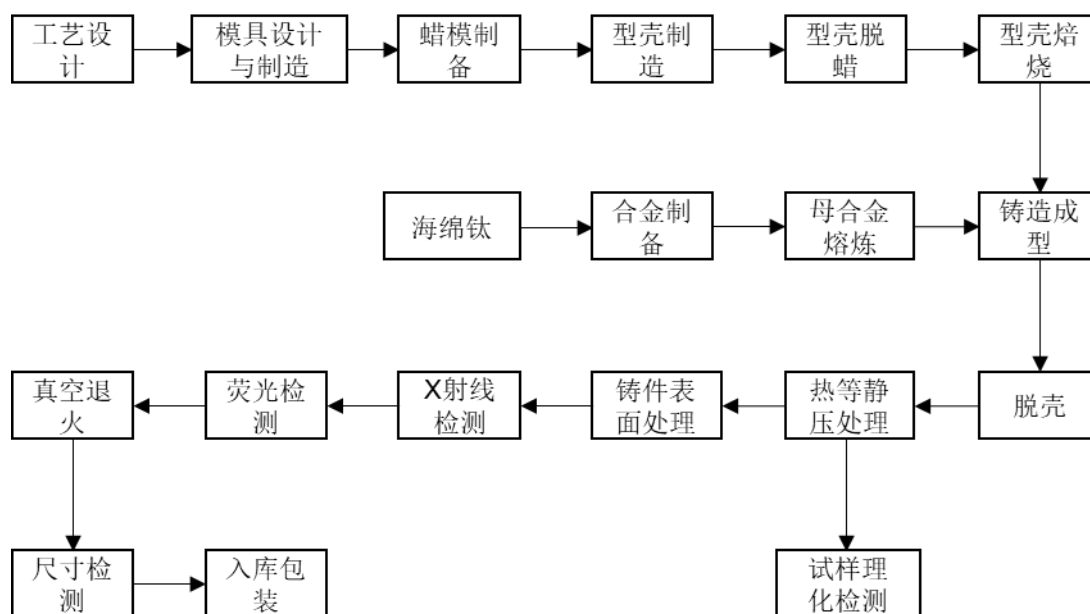 工艺设
计
模具设计
与制造
蜡模制
备
型壳制
造
型壳脱
蜡
型壳焙
烧
海绵钛
合金制
备
母合金
熔炼
铸造成
型
真空退
火
荧光检
测
X射线
检测
铸件表
面处理
热等静
压处理
脱壳
尺寸检
测
入库包
装
试样理
化检测